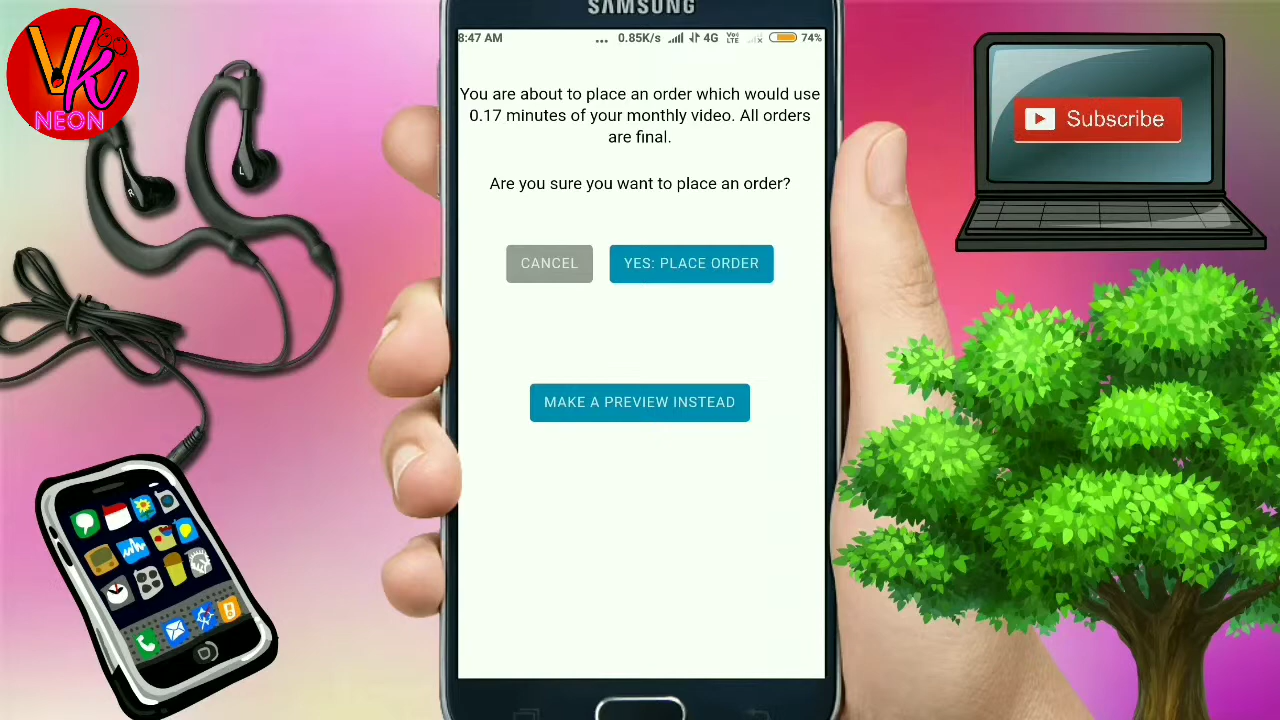 VK
NEON
SAMSUNG
8:47 AM ... 0.85K/s 4G Vo LTE 74%
You are about to place an order which would use
0.17 minutes of your monthly video. All orders
are final.
Are you sure you want to place an order?
CANCEL YES: PLACE ORDER
MAKE A PREVIEW INSTEAD
Subscribe
R
L